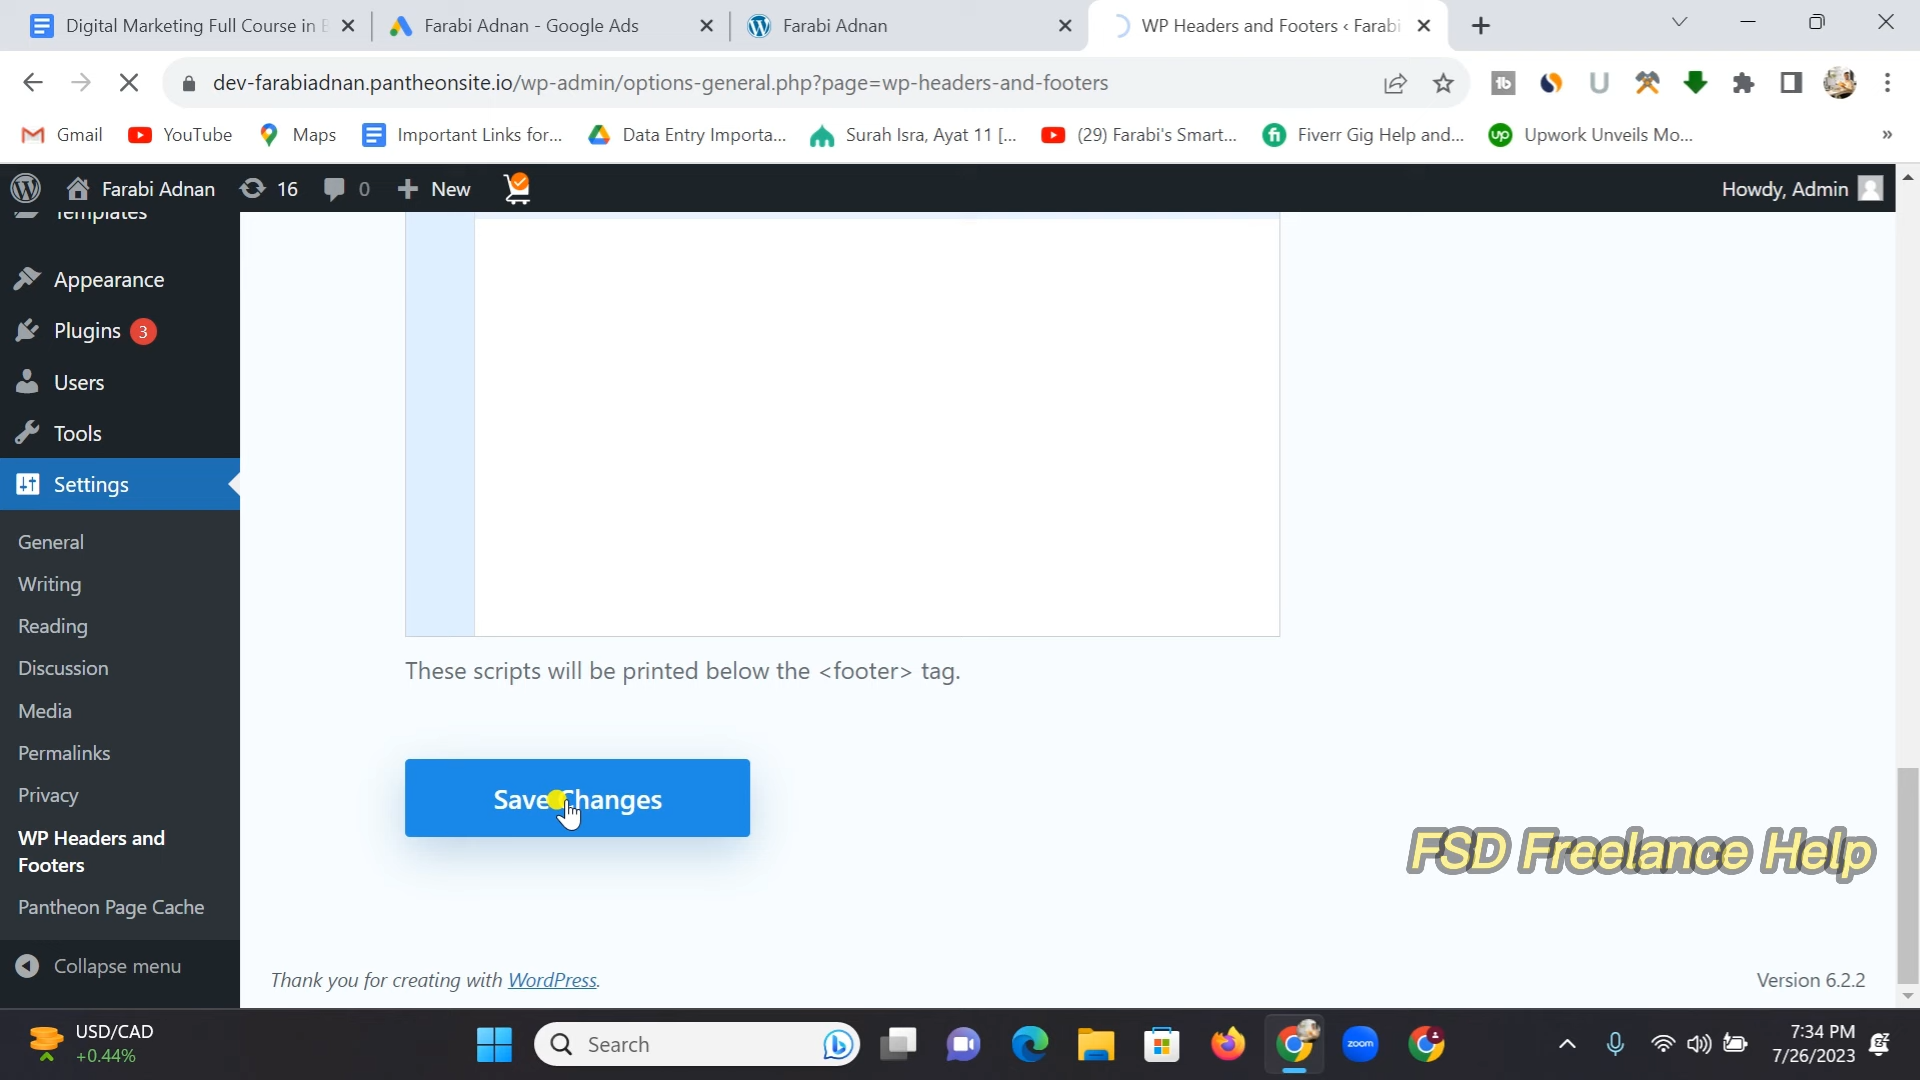 Digital Marketing Full Course in B
Farabi Adnan - Google Ads
Farabi Adnan
WP Headers and Footers ‹ Farabi
dev-farabiadnan.pantheonsite.io/wp-admin/options-general.php?page=wp-headers-and-footers
Gmail
YouTube
Maps
Important Links for...
Data Entry Importa...
Surah Isra, Ayat 11 [...
(29) Farabi's Smart...
Fiverr Gig Help and...
Upwork Unveils Mo...
Farabi Adnan
16
0
New
Howdy, Admin
Templates
Appearance
Plugins 3
Users
Tools
Settings
General
Writing
Reading
Discussion
Media
Permalinks
Privacy
WP Headers and
Footers
Pantheon Page Cache
Collapse menu
These scripts will be printed below the <footer> tag.
Save Changes
FSD Freelance Help
Thank you for creating with WordPress.
Version 6.2.2
USD/CAD
+0.44%
Search
zoom
7:34 PM
7/26/2023